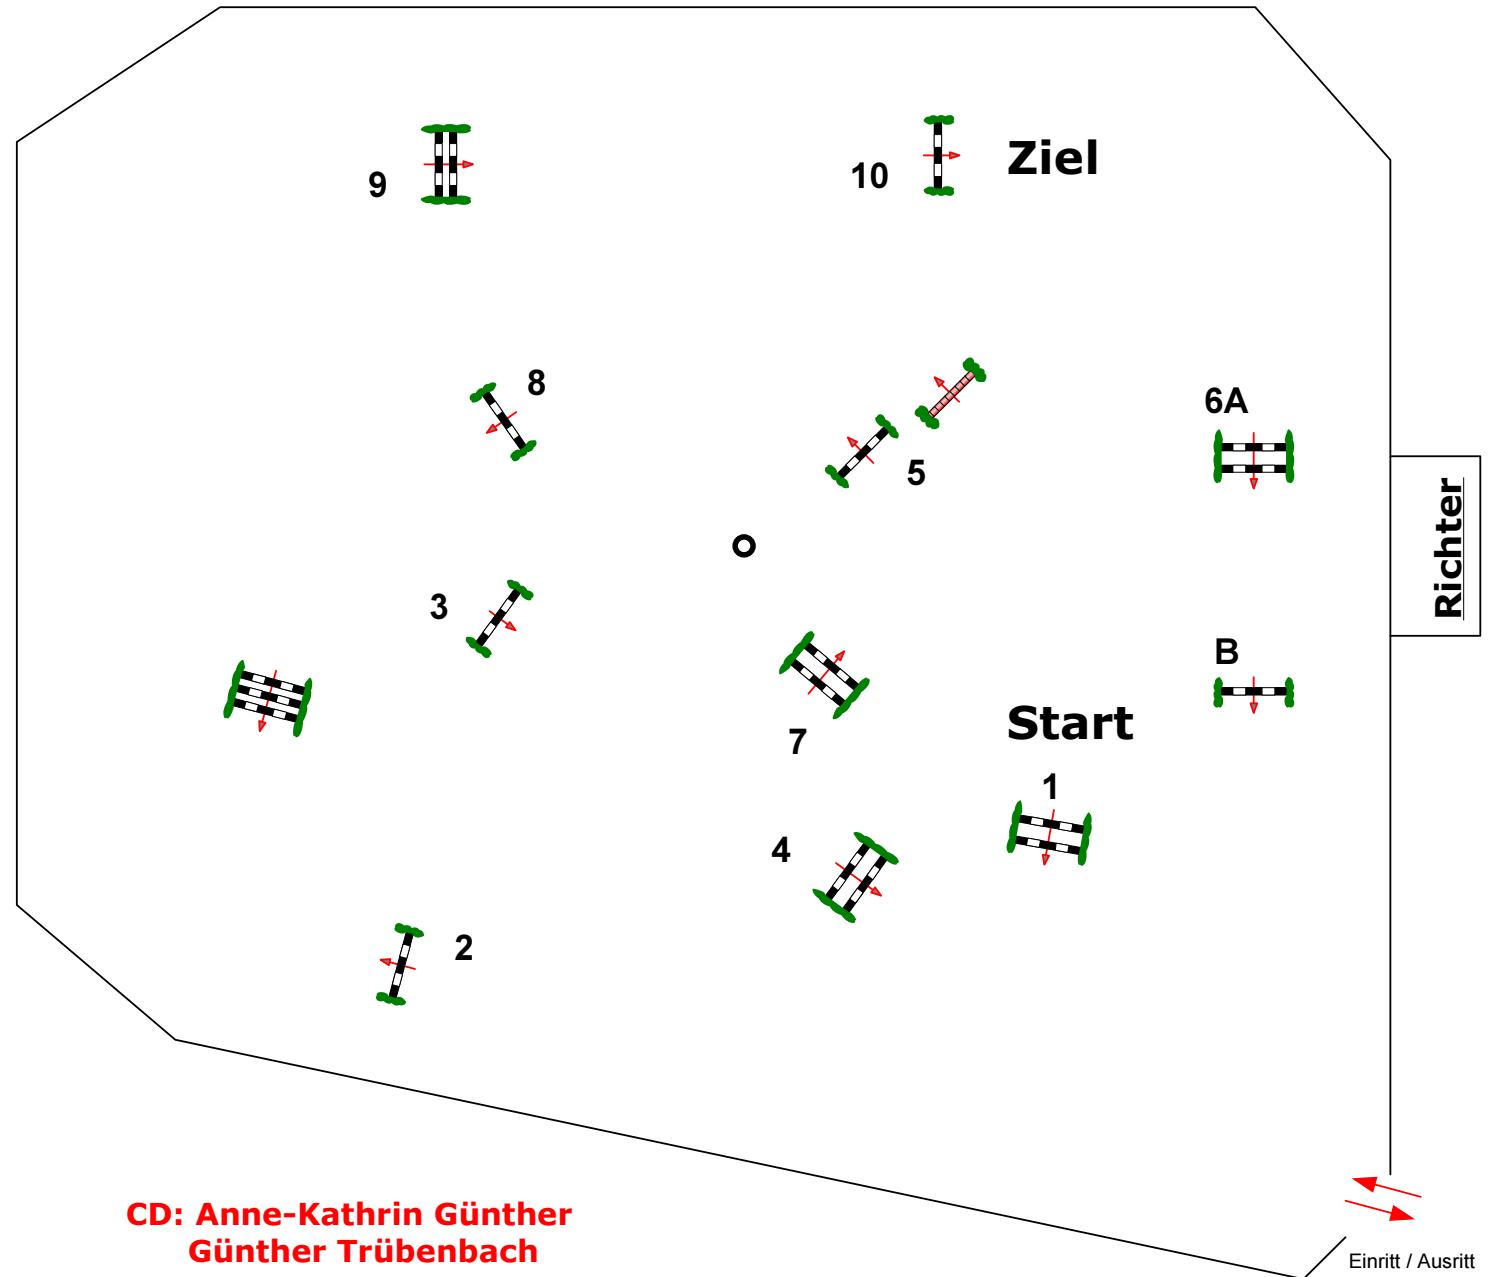 9
10
Ziel
8
5
6A
3
Richter
B
7
Start
1
4
2
CD: Anne-Kathrin Günther
Günther Trübenbach
Einritt / Ausritt